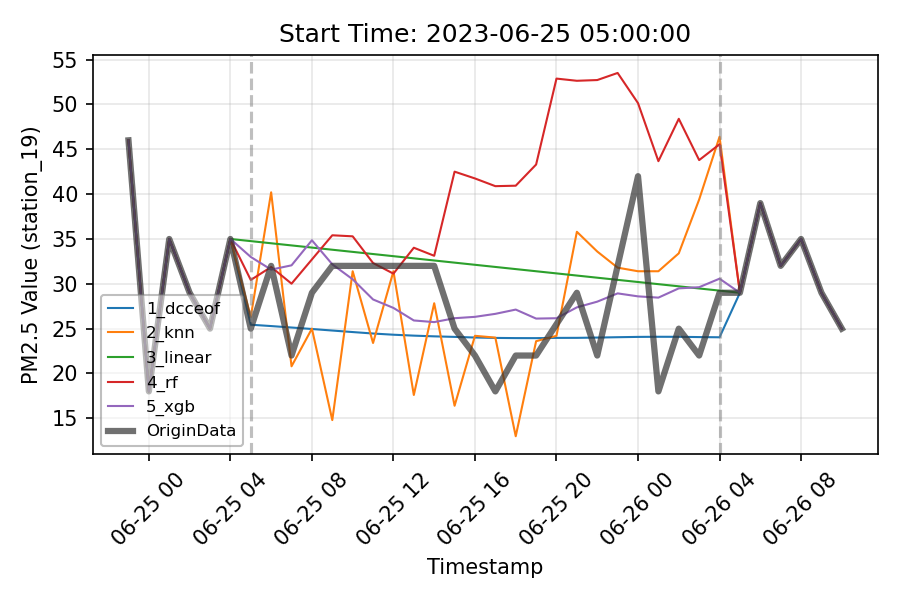 Start Time: 2023-06-25 05:00:00
PM2.5 Value (station_19)
55
50
45
40
35
30
25
20
15
1_dcceof
2_knn
3_linear
4_rf
5_xgb
OriginData
06-25 00
06-25 04
06-25 08
06-25 12
06-25 16
06-25 20
06-26 00
06-26 04
06-26 08
Timestamp